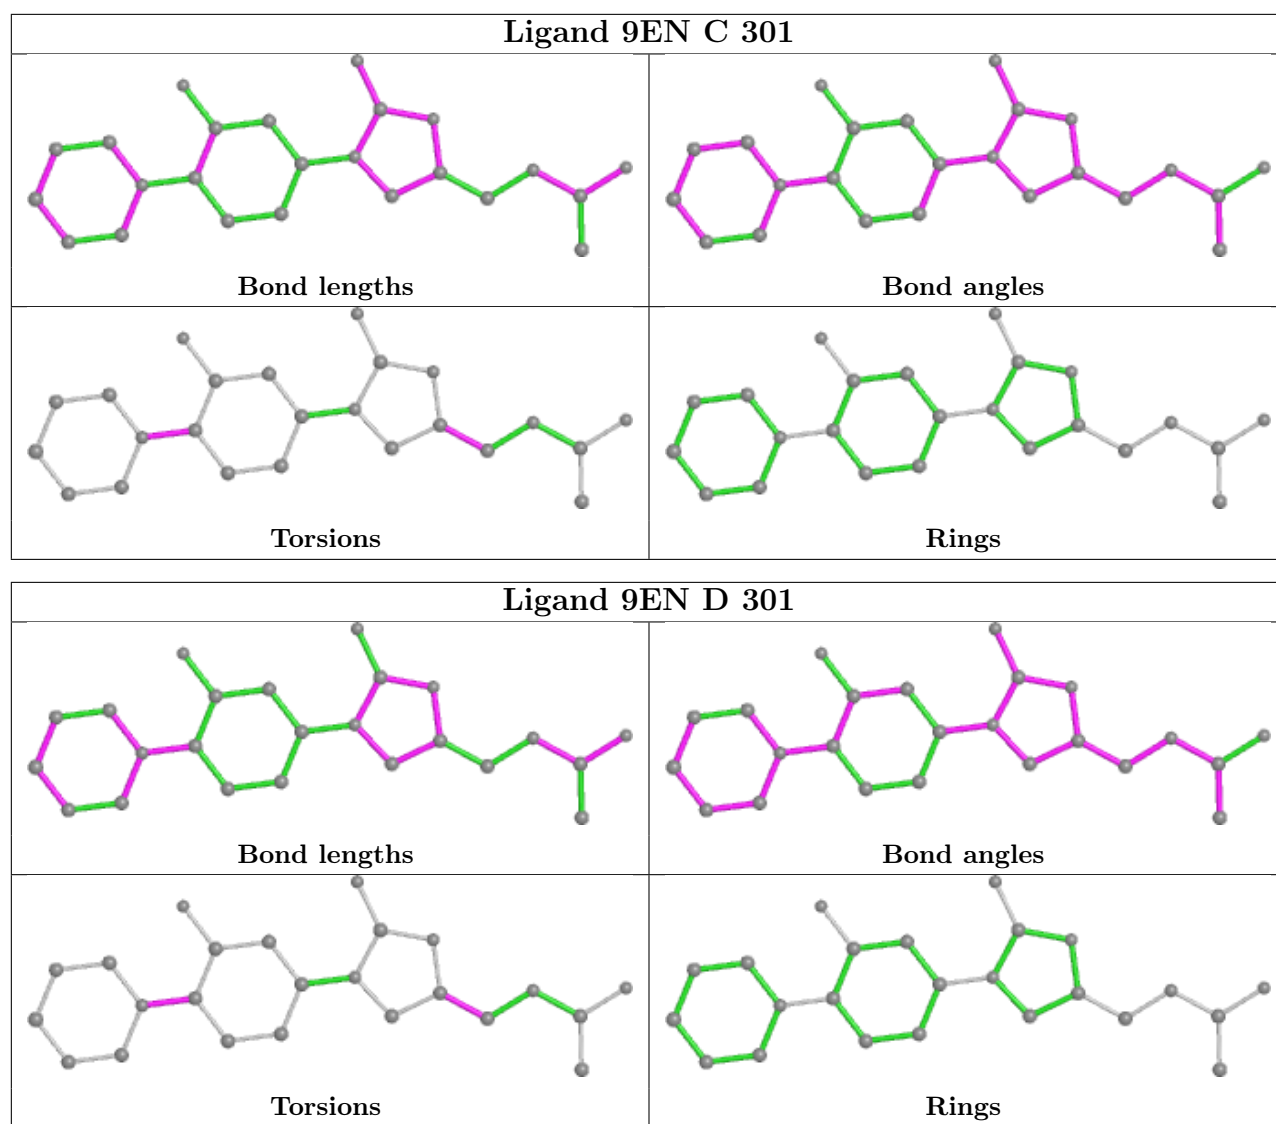 Ligand 9EN C 301
Bond lengths
Bond angles
Torsions
Rings
Ligand 9EN D 301
Bond lengths
Bond angles
Torsions
Rings